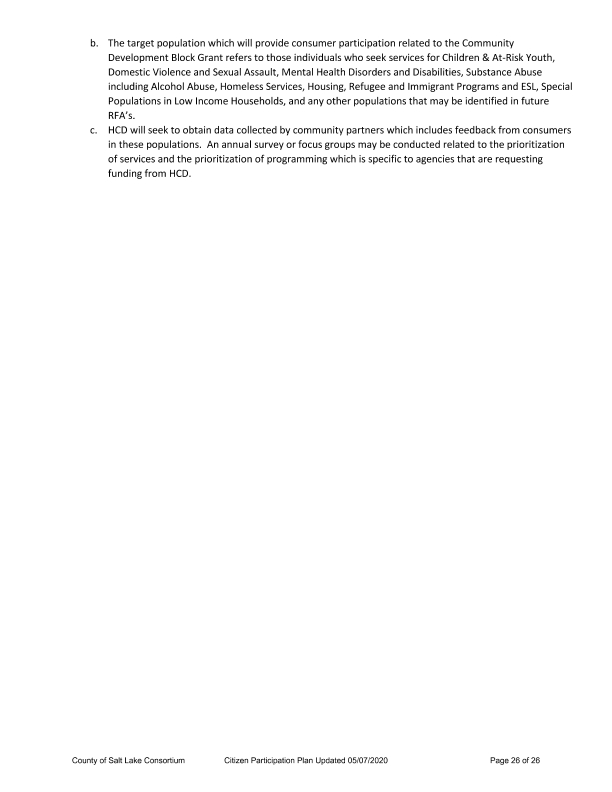 b. The target population which will provide consumer participation related to the Community
Development Block Grant refers to those individuals who seek services for Children & At-Risk Youth,
Domestic Violence and Sexual Assault, Mental Health Disorders and Disabilities, Substance Abuse
including Alcohol Abuse, Homeless Services, Housing, Refugee and Immigrant Programs and ESL, Special
Populations in Low Income Households, and any other populations that may be identified in future
RFA’s.
c. HCD will seek to obtain data collected by community partners which includes feedback from consumers
in these populations.  An annual survey or focus groups may be conducted related to the prioritization
of services and the prioritization of programming which is specific to agencies that are requesting
funding from HCD.
County of Salt Lake Consortium Citizen Participation Plan Updated 05/07/2020 Page 26 of 26